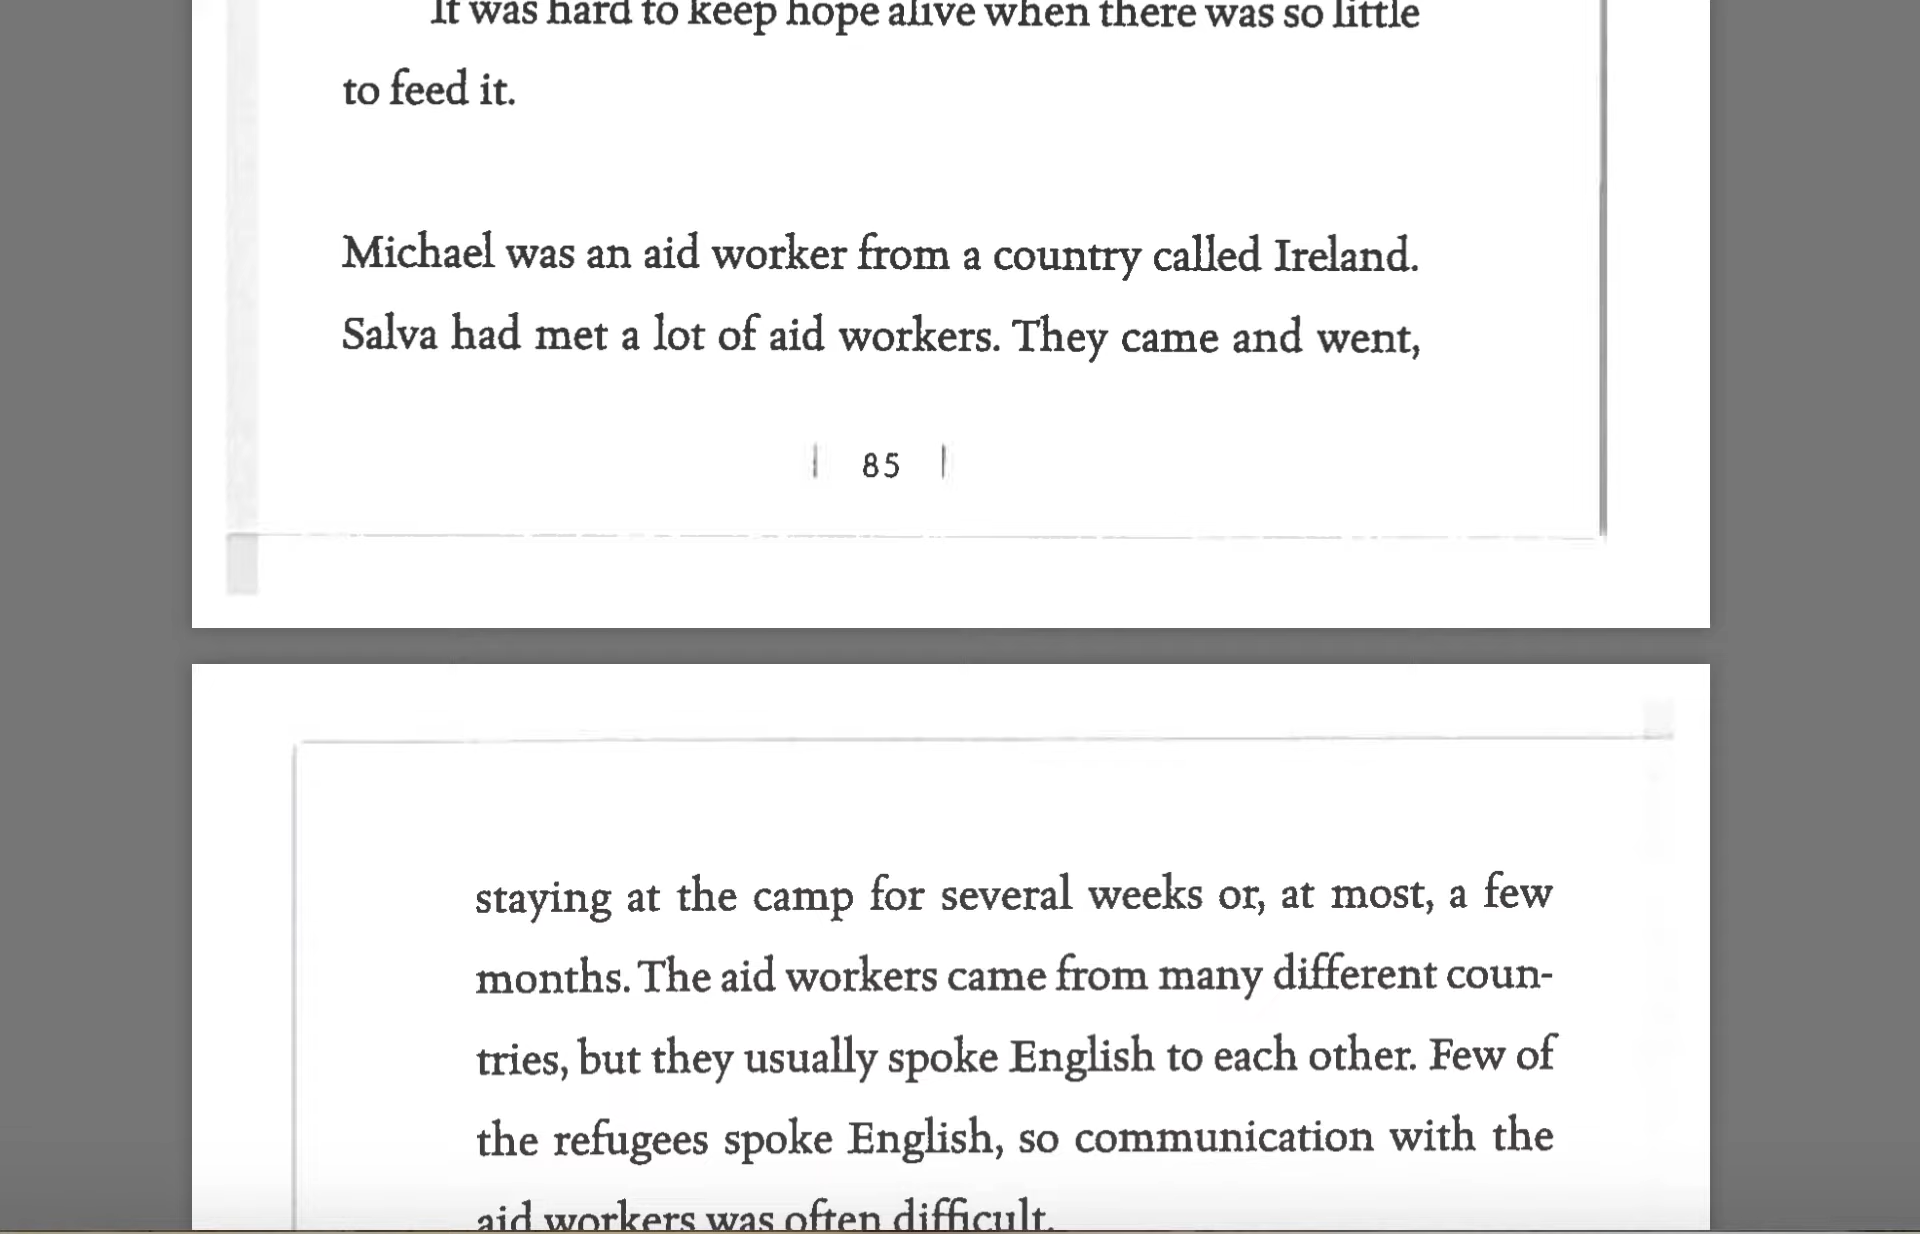 It was hard to keep hope alive when there was so little
to feed it.
Michael was an aid worker from a country called Ireland.
Salva had met a lot of aid workers. They came and went,
85
staying at the camp for several weeks or, at most, a few
months. The aid workers came from many different coun-
tries, but they usually spoke English to each other. Few of
the refugees spoke English, so communication with the
aid workers was often difficult.